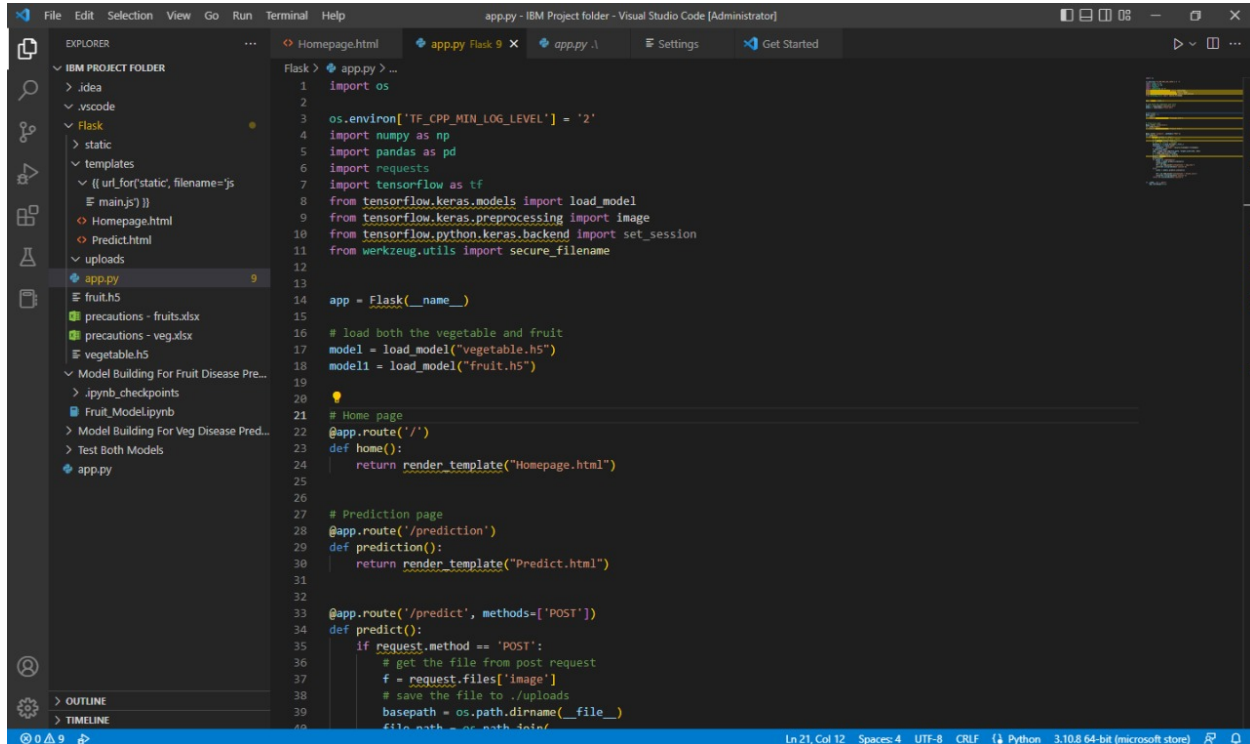 File Edit Selection View Go Run Terminal Help
app.py - IBM Project folder - Visual Studio Code [Administrator]
EXPLORER
IBM PROJECT FOLDER
> .idea
.vscode
Flask
> static
templates
{{ url_for('static', filename='js
main.js') }}
Homepage.html
Predict.html
uploads
app.py 9
fruit.h5
precautions - fruits.xlsx
precautions - veg.xlsx
vegetable.h5
Model Building For Fruit Disease Pre...
> .ipynb_checkpoints
Fruit_Model.ipynb
> Model Building For Veg Disease Pred...
> Test Both Models
app.py
> OUTLINE
> TIMELINE
Homepage.html app.py Flask 9 app.py .\ Settings Get Started
Flask > app.py > ...
1 import os
2
3 os.environ['TF_CPP_MIN_LOG_LEVEL'] = '2'
4 import numpy as np
5 import pandas as pd
6 import requests
7 import tensorflow as tf
8 from tensorflow.keras.models import load_model
9 from tensorflow.keras.preprocessing import image
10 from tensorflow.python.keras.backend import set_session
11 from werkzeug.utils import secure_filename
12
13
14 app = Flask(__name__)
15
16 # load both the vegetable and fruit
17 model = load_model("vegetable.h5")
18 model1 = load_model("fruit.h5")
19
20
21 # Home page
22 @app.route('/')
23 def home():
24 return render_template("Homepage.html")
25
26
27 # Prediction page
28 @app.route('/prediction')
29 def prediction():
30 return render_template("Predict.html")
31
32
33 @app.route('/predict', methods=['POST'])
34 def predict():
35 if request.method == 'POST':
36 # get the file from post request
37 f = request.files['image']
38 # save the file to ./uploads
39 basepath = os.path.dirname(__file__)
40 file_path = os.path.join(
0 9 Ln 21, Col 12 Spaces: 4 UTF-8 CRLF Python 3.10.8 64-bit (microsoft store)